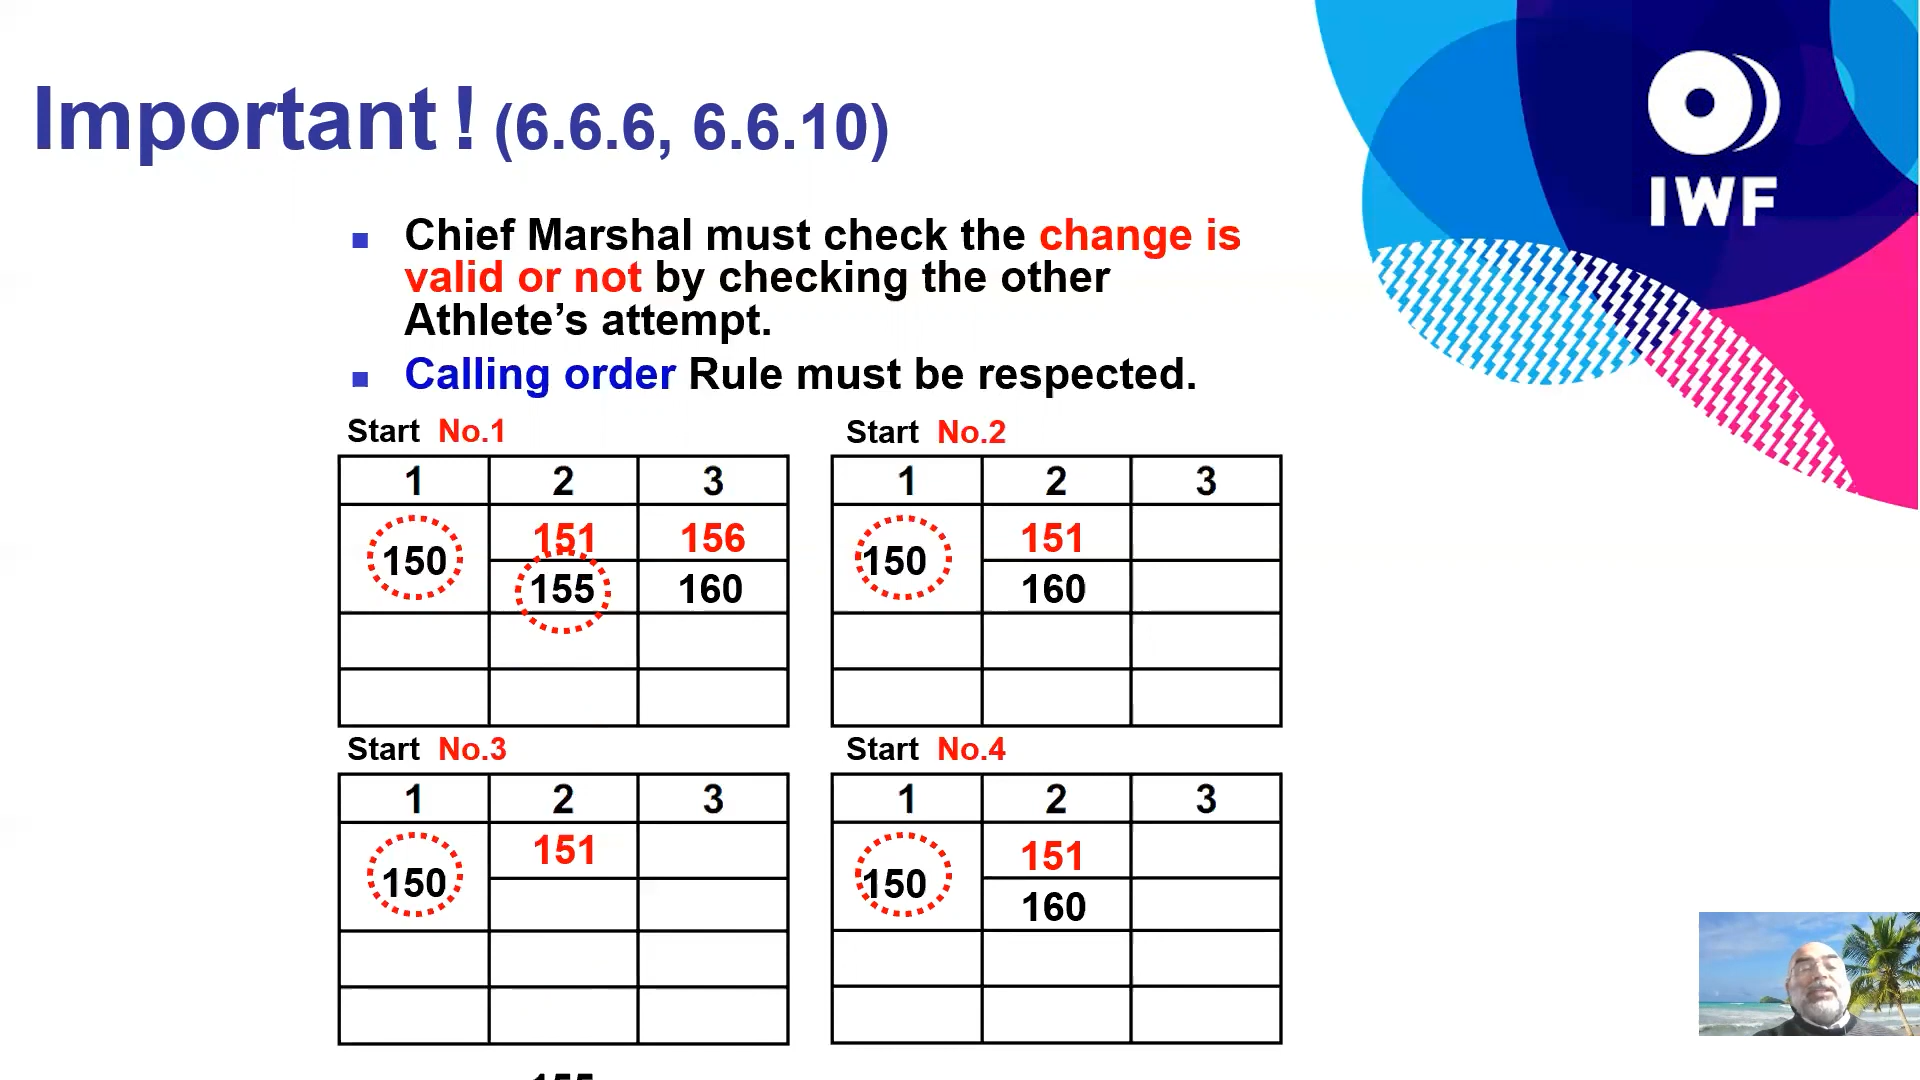 Important ! (6.6.6, 6.6.10)
IWF
Chief Marshal must check the change is
valid or not by checking the other
Athlete’s attempt.
Calling order Rule must be respected.
Start No.1
1 2 3
150 151 156
155 160
Start No.2
1 2 3
150 151
160
Start No.3
1 2 3
150 151
Start No.4
1 2 3
150 151
160